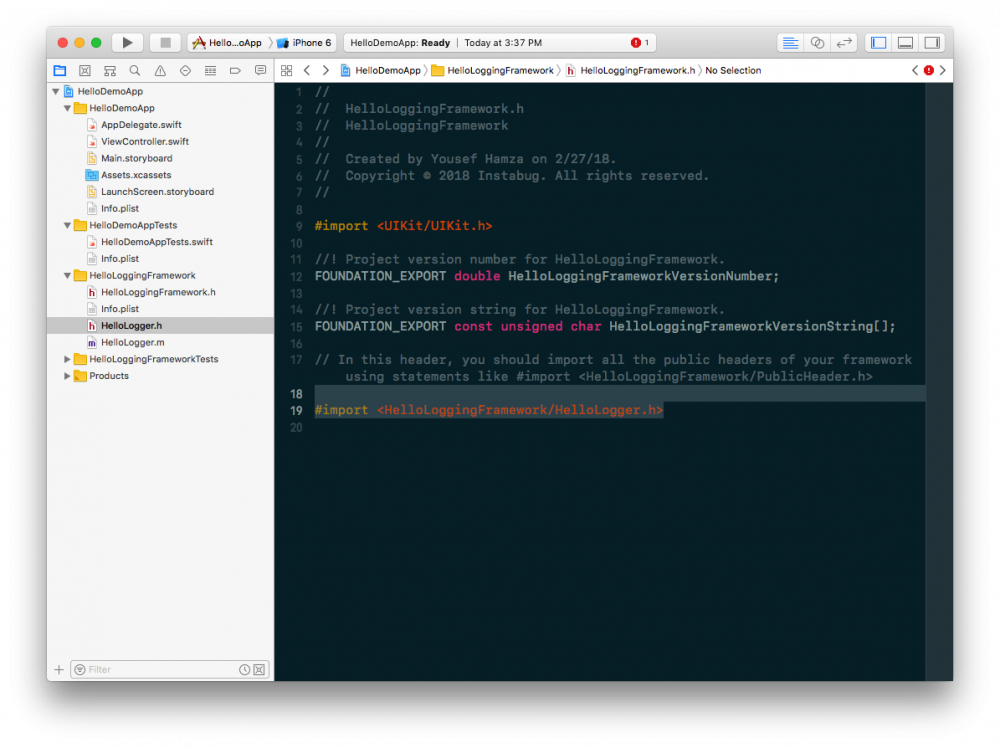 Hello...oApp
iPhone 6
HelloDemoApp: Ready | Today at 3:37 PM
1
HelloDemoApp
HelloLoggingFramework
HelloLoggingFramework.h
No Selection
HelloDemoApp
HelloDemoApp
AppDelegate.swift
ViewController.swift
Main.storyboard
Assets.xcassets
LaunchScreen.storyboard
Info.plist
HelloDemoAppTests
HelloDemoAppTests.swift
Info.plist
HelloLoggingFramework
HelloLoggingFramework.h
Info.plist
HelloLogger.h
HelloLogger.m
HelloLoggingFrameworkTests
Products
Filter
1 //
2 // HelloLoggingFramework.h
3 // HelloLoggingFramework
4 //
5 // Created by Yousef Hamza on 2/27/18.
6 // Copyright © 2018 Instabug. All rights reserved.
7 //
8
9 #import <UIKit/UIKit.h>
10
11 //! Project version number for HelloLoggingFramework.
12 FOUNDATION_EXPORT double HelloLoggingFrameworkVersionNumber;
13
14 //! Project version string for HelloLoggingFramework.
15 FOUNDATION_EXPORT const unsigned char HelloLoggingFrameworkVersionString[];
16
17 // In this header, you should import all the public headers of your framework
using statements like #import <HelloLoggingFramework/PublicHeader.h>
18
19 #import <HelloLoggingFramework/HelloLogger.h>
20